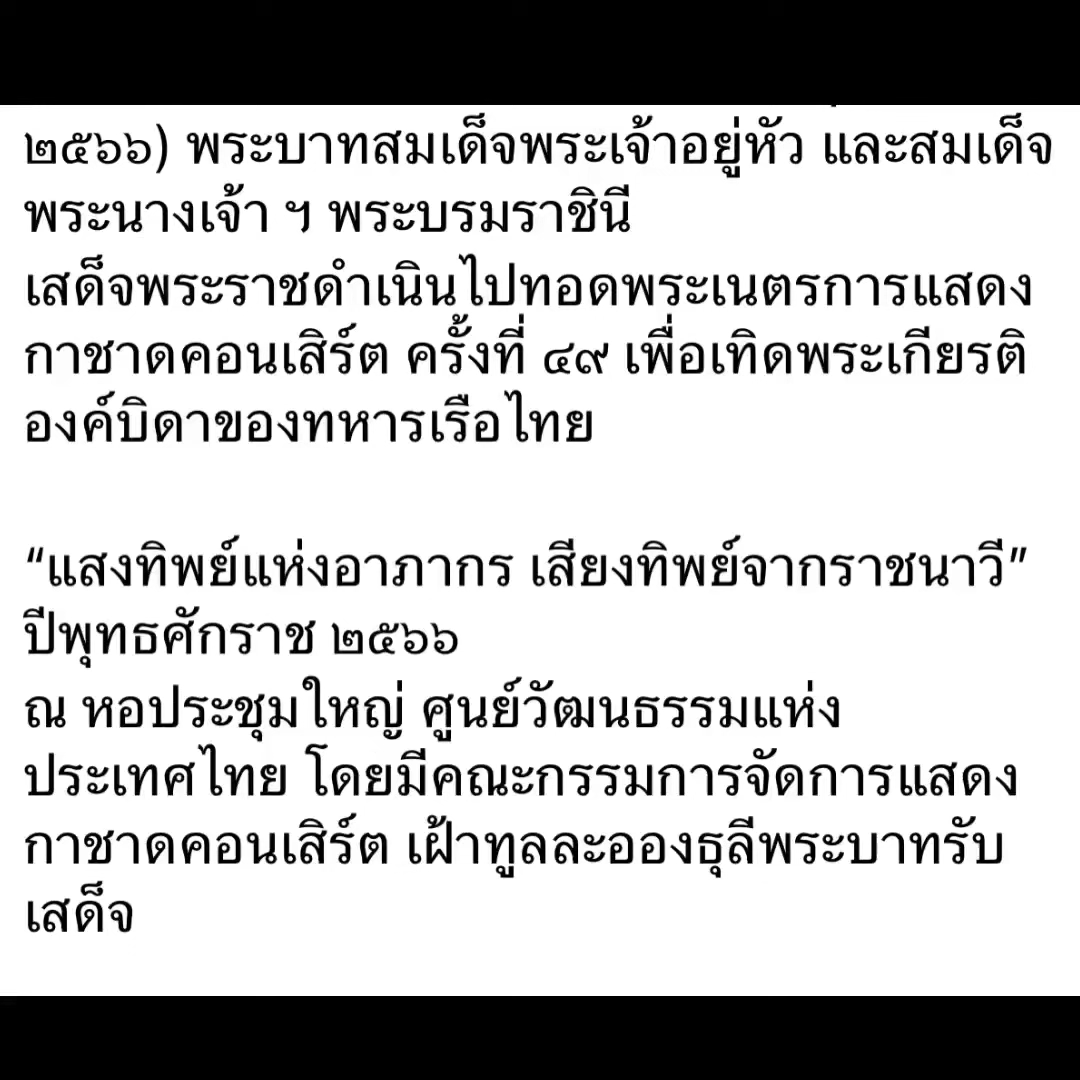 ๒๕๖๖) พระบาทสมเด็จพระเจ้าอยู่หัว และสมเด็จ
พระนางเจ้า ฯ พระบรมราชินี
เสด็จพระราชดำเนินไปทอดพระเนตรการแสดง
กาชาดคอนเสิร์ต ครั้งที่ ๔๙ เพื่อเทิดพระเกียรติ
องค์บิดาของทหารเรือไทย
“แสงทิพย์แห่งอาภากร เสียงทิพย์จากราชนาวี”
ปีพุทธศักราช ๒๕๖๖
ณ หอประชุมใหญ่ ศูนย์วัฒนธรรมแห่ง
ประเทศไทย โดยมีคณะกรรมการจัดการแสดง
กาชาดคอนเสิร์ต เฝ้าทูลละอองธุลีพระบาทรับ
เสด็จ